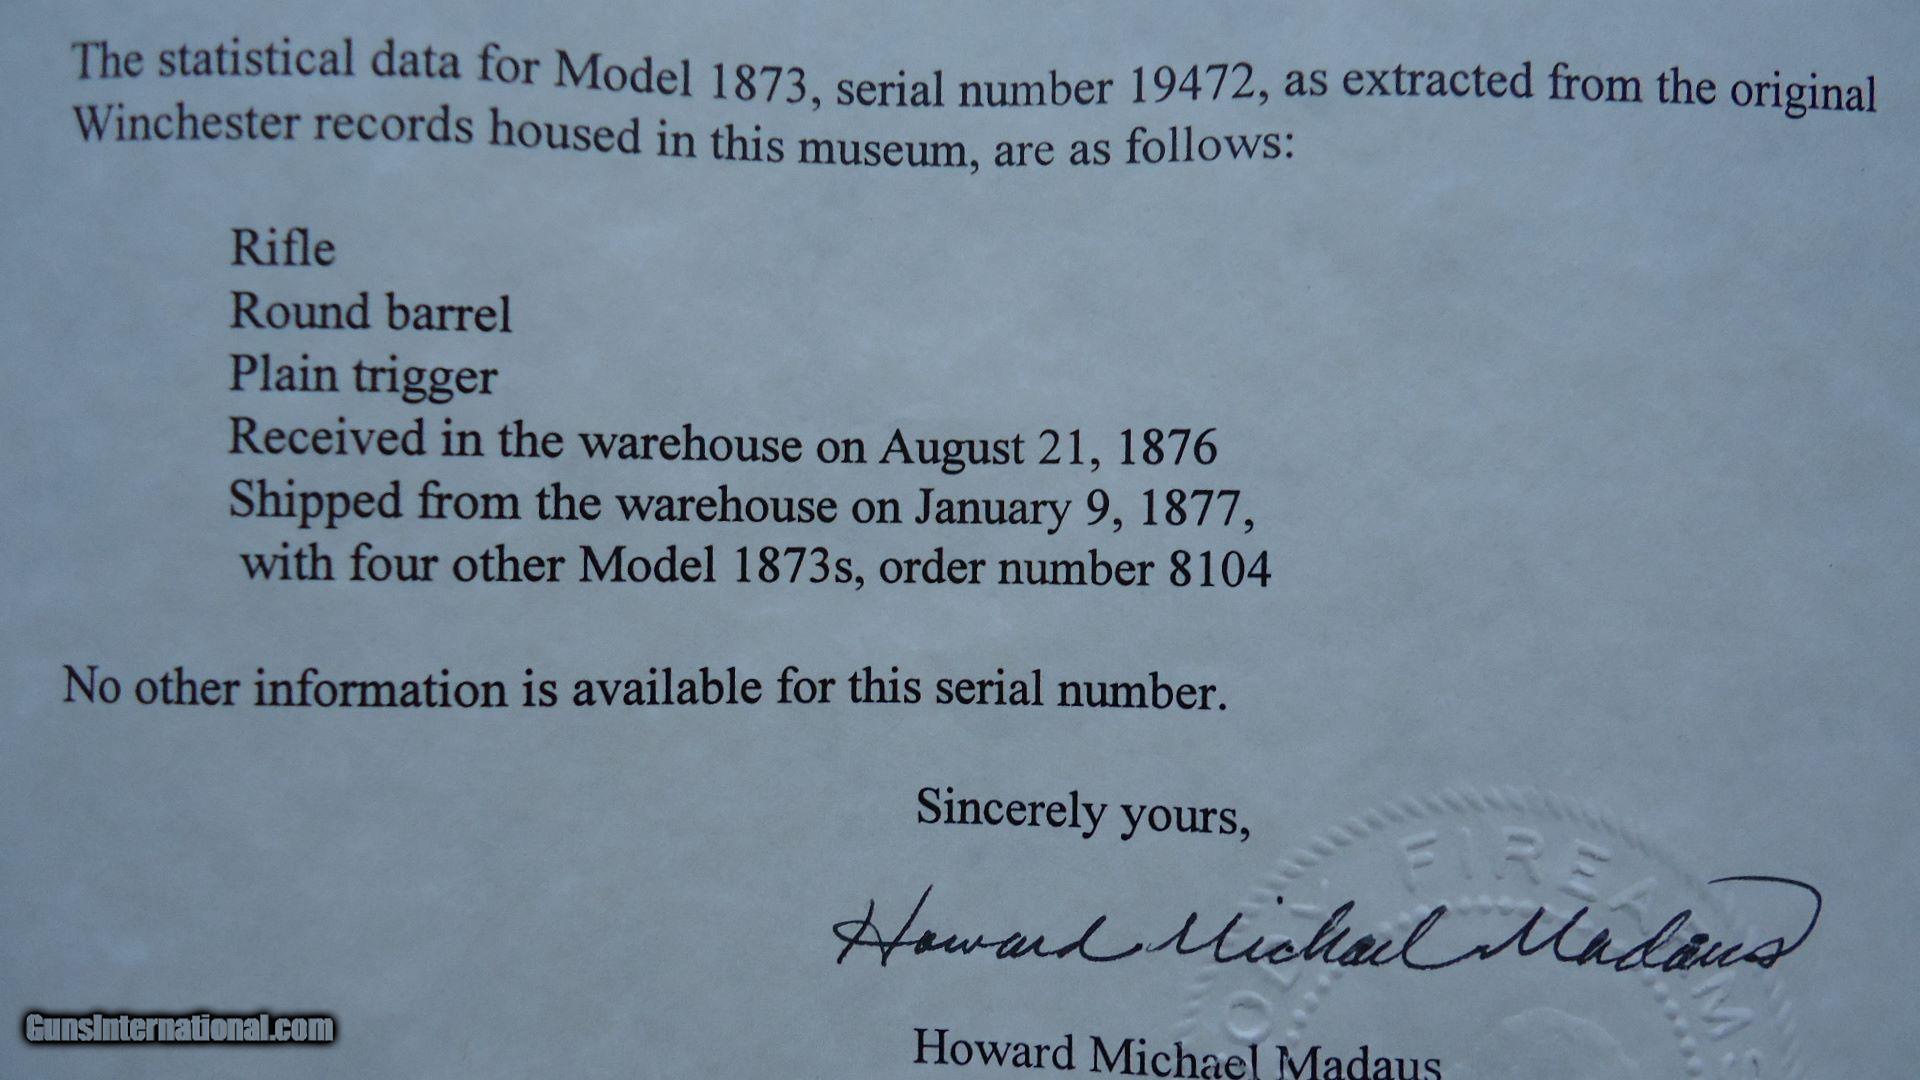 The statistical data for Model 1873, serial number 19472, as extracted from the original
Winchester records housed in this museum, are as follows:
Rifle
Round barrel
Plain trigger
Received in the warehouse on August 21, 1876
Shipped from the warehouse on January 9, 1877,
with four other Model 1873s, order number 8104
No other information is available for this serial number.
Sincerely yours,
Howard Michael Madaus
Howard Michael Madaus
GunsInternational.com